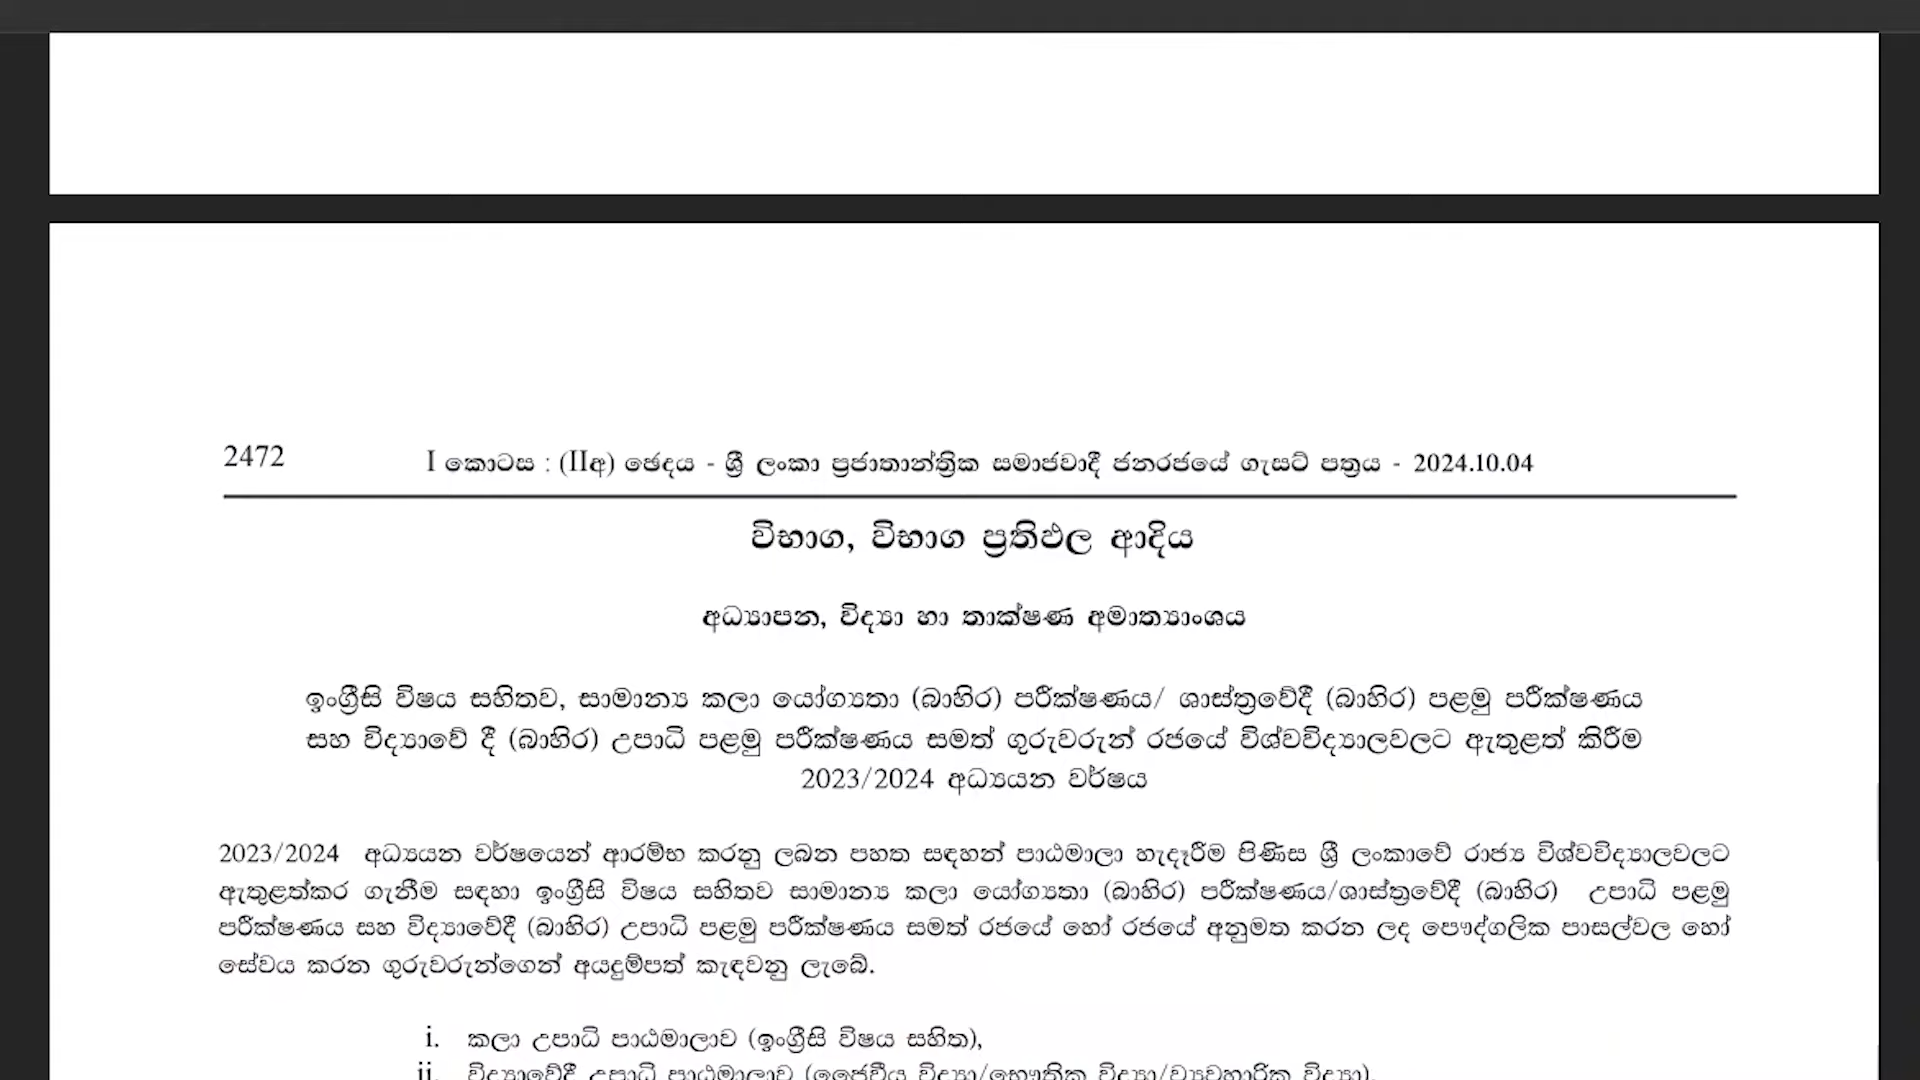 2472 I කොටස : (IIඅ) ඡෙදය - ශ්‍රී ලංකා ප්‍රජාතාන්ත්‍රික සමාජවාදී ජනරජයේ ගැසට් පත්‍රය - 2024.10.04
විභාග, විභාග ප්‍රතිඵල ආදිය
අධ්‍යාපන, විද්‍යා හා තාක්ෂණ අමාත්‍යාංශය
ඉංග්‍රීසි විෂය සහිතව, සාමාන්‍ය කලා යෝග්‍යතා (බාහිර) පරීක්ෂණය/ ශාස්ත්‍රවේදී (බාහිර) පළමු පරීක්ෂණය
සහ විද්‍යාවේ දී (බාහිර) උපාධි පළමු පරීක්ෂණය සමත් ගුරුවරුන් රජයේ විශ්වවිද්‍යාලවලට ඇතුළත් කිරීම
2023/2024 අධ්‍යයන වර්ෂය
2023/2024 අධ්‍යයන වර්ෂයෙන් ආරම්භ කරනු ලබන පහත සඳහන් පාඨමාලා හැදෑරීම පිණිස ශ්‍රී ලංකාවේ රාජ්‍ය විශ්වවිද්‍යාලවලට
ඇතුළත්කර ගැනීම සඳහා ඉංග්‍රීසි විෂය සහිතව සාමාන්‍ය කලා යෝග්‍යතා (බාහිර) පරීක්ෂණය/ශාස්ත්‍රවේදී (බාහිර) උපාධි පළමු
පරීක්ෂණය සහ විද්‍යාවේදී (බාහිර) උපාධි පළමු පරීක්ෂණය සමත් රජයේ හෝ රජයේ අනුමත කරන ලද පෞද්ගලික පාසල්වල හෝ
සේවය කරන ගුරුවරුන්ගෙන් අයදුම්පත් කැඳවනු ලැබේ.
i. කලා උපාධි පාඨමාලාව (ඉංග්‍රීසි විෂය සහිත),
ii. විද්‍යාවේදී උපාධි පාඨමාලාව (ජෛවීය විද්‍යා/භෞතික විද්‍යා/ව්‍යවහාරික විද්‍යා),